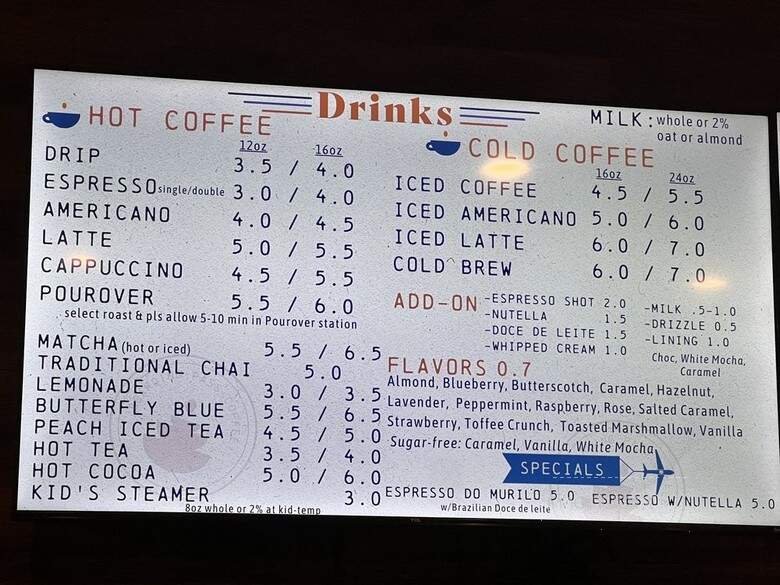 Drinks
MILK: whole or 2%
oat or almond
HOT COFFEE
12oz 16oz
DRIP 3.5 / 4.0
ESPRESSO single/double 3.0 / 4.0
AMERICANO 4.0 / 4.5
LATTE 5.0 / 5.5
CAPPUCCINO 4.5 / 5.5
POUROVER 5.5 / 6.0
select roast & pls allow 5-10 min in Pourover station
MATCHA (hot or iced) 5.5 / 6.5
TRADITIONAL CHAI 5.0
LEMONADE 3.0 / 3.5
BUTTERFLY BLUE 5.5 / 6.5
PEACH ICED TEA 4.5 / 5.0
HOT TEA 3.5 / 4.0
HOT COCOA 5.0 / 6.0
KID'S STEAMER 3.0
8oz whole or 2% at kid-temp
COLD COFFEE
16oz 24oz
ICED COFFEE 4.5 / 5.5
ICED AMERICANO 5.0 / 6.0
ICED LATTE 6.0 / 7.0
COLD BREW 6.0 / 7.0
ADD-ON
-ESPRESSO SHOT 2.0
-NUTELLA 1.5
-DOCE DE LEITE 1.5
-WHIPPED CREAM 1.0
-MILK .5-1.0
-DRIZZLE 0.5
-LINING 1.0
Choc, White Mocha,
Caramel
FLAVORS 0.7
Almond, Blueberry, Butterscotch, Caramel, Hazelnut,
Lavender, Peppermint, Raspberry, Rose, Salted Caramel,
Strawberry, Toffee Crunch, Toasted Marshmallow, Vanilla
Sugar-free: Caramel, Vanilla, White Mocha
SPECIALS
ESPRESSO DO MURILO 5.0 ESPRESSO W/NUTELLA 5.0
w/Brazilian Doce de leite